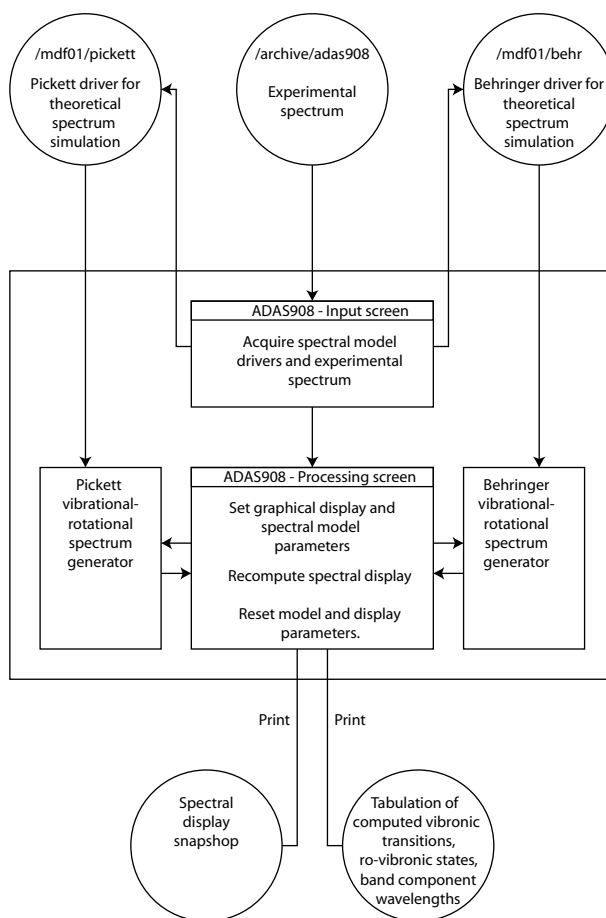 /mdf01/pickett
Pickett driver for
theoretical
spectrum
simulation
/archive/adas908
Experimental
spectrum
/mdf01/behr
Behringer driver for
theoretical
spectrum
simulation
ADAS908 - Input screen
Acquire spectral model
drivers and experimental
spectrum
Pickett
vibrational-
rotational
spectrum
generator
ADAS908 - Processing screen
Set graphical display and
spectral model
parameters
Recompute spectral display
Reset model and display
parameters.
Behringer
vibrational-
rotational
spectrum
generator
Print
Print
Spectral
display
snapshop
Tabulation of
computed vibronic
transitions,
ro-vibronic states,
band component
wavelengths